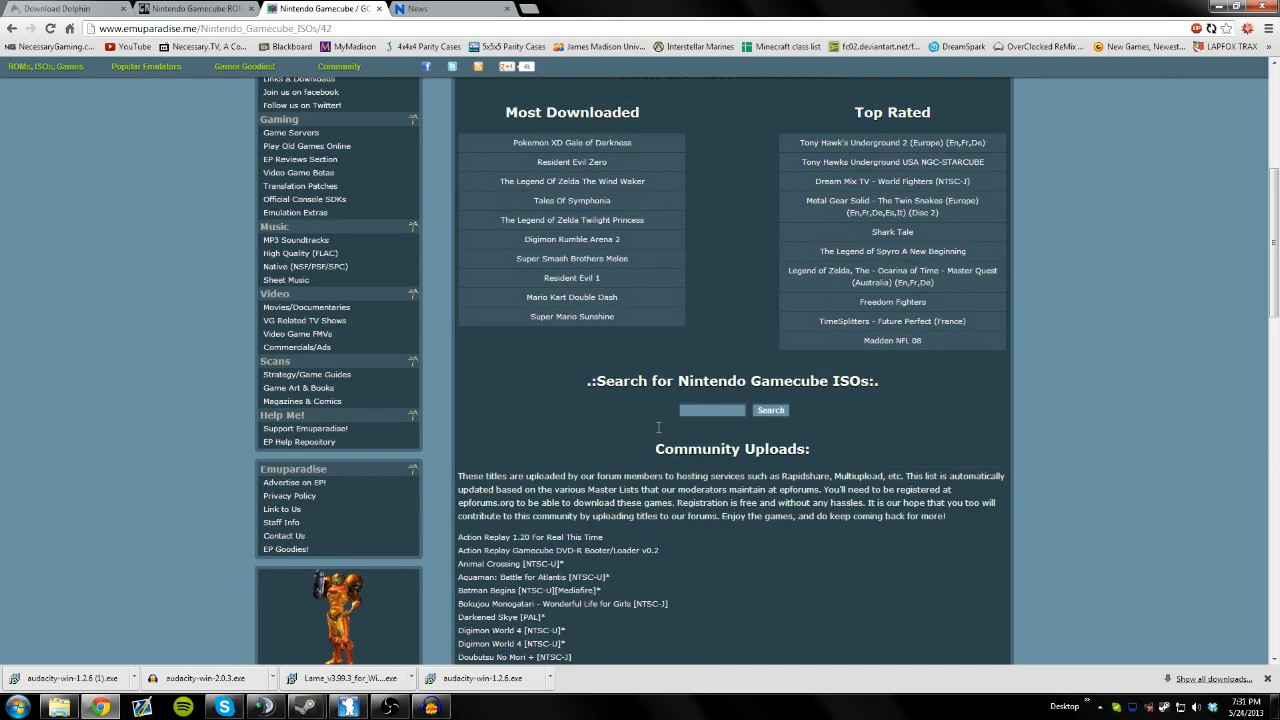 Download Dolphin
Nintendo Gamecube RON
Nintendo Gamecube / GC
News
www.emuparadise.me/Nintendo_Gamecube_ISOs/42
NecessaryGaming.c...
YouTube
Necessary.TV, A Co...
Blackboard
MyMadison
4x4x4 Parity Cases
5x5x5 Parity Cases
James Madison Univ...
Interstellar Marines
Minecraft class list
fc02.deviantart.net/f...
DreamSpark
OverClocked ReMix ...
New Games, Newest...
LAPFOX TRAX
ROMs, ISOs, Games
Popular Emulators
Gamer Goodies!
Community
+1
4k
Links & Downloads
Join us on facebook
Follow us on Twitter!
Gaming
Game Servers
Play Old Games Online
EP Reviews Section
Video Game Betas
Translation Patches
Official Console SDKs
Emulation Extras
Music
MP3 Soundtracks
High Quality (FLAC)
Native (NSF/PSF/SPC)
Sheet Music
Video
Movies/Documentaries
VG Related TV Shows
Video Game FMVs
Commercials/Ads
Scans
Strategy/Game Guides
Game Art & Books
Magazines & Comics
Help Me!
Support Emuparadise!
EP Help Repository
Emuparadise
Advertise on EP!
Privacy Policy
Link to Us
Staff Info
Contact Us
EP Goodies!
Most Downloaded
Pokemon XD Gale of Darkness
Resident Evil Zero
The Legend Of Zelda The Wind Waker
Tales Of Symphonia
The Legend of Zelda Twilight Princess
Digimon Rumble Arena 2
Super Smash Brothers Melee
Resident Evil 1
Mario Kart Double Dash
Super Mario Sunshine
Top Rated
Tony Hawk's Underground 2 (Europe) (En,Fr,De)
Tony Hawks Underground USA NGC-STARCUBE
Dream Mix TV - World Fighters (NTSC-J)
Metal Gear Solid - The Twin Snakes (Europe)
(En,Fr,De,Es,It) (Disc 2)
Shark Tale
The Legend of Spyro A New Beginning
Legend of Zelda, The - Ocarina of Time - Master Quest
(Australia) (En,Fr,De)
Freedom Fighters
TimeSplitters - Future Perfect (France)
Madden NFL 08
.:Search for Nintendo Gamecube ISOs:.
Search
Community Uploads:
These titles are uploaded by our forum members to hosting services such as Rapidshare, Multiupload, etc. This list is automatically
updated based on the various Master Lists that our moderators maintain at epforums. You'll need to be registered at
epforums.org to be able to download these games. Registration is free and without any hassles. It is our hope that you too will
contribute to this community by uploading titles to our forums. Enjoy the games, and do keep coming back for more!
Action Replay 1.20 For Real This Time
Action Replay Gamecube DVD-R Booter/Loader v0.2
Animal Crossing [NTSC-U]*
Aquaman: Battle for Atlantis [NTSC-U]*
Batman Begins [NTSC-U][Mediafire]*
Bokujou Monogatari - Wonderful Life for Girls [NTSC-J]
Darkened Skye [PAL]*
Digimon World 4 [NTSC-U]*
Digimon World 4 [NTSC-U]*
Doubutsu No Mori + [NTSC-J]
audacity-win-1.2.6 (1).exe
audacity-win-2.0.3.exe
Lame_v3.99.3_for_Win....exe
audacity-win-1.2.6.exe
Show all downloads...
Desktop
7:31 PM
5/24/2013